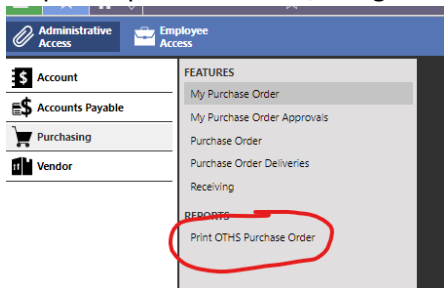 Administrative
Access
Employee
Access
Account
Accounts Payable
Purchasing
Vendor
FEATURES
My Purchase Order
My Purchase Order Approvals
Purchase Order
Purchase Order Deliveries
Receiving
REPORTS
Print OTHS Purchase Order